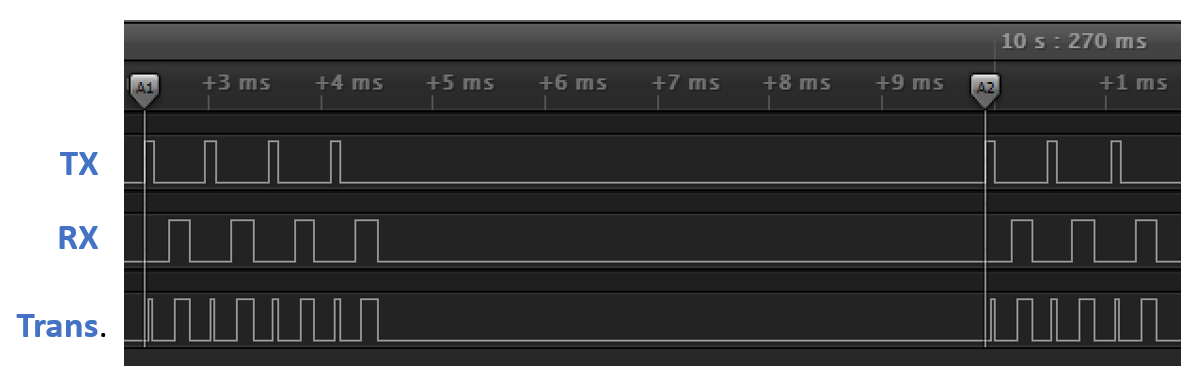 10 s : 270 ms
A1 +3 ms +4 ms +5 ms +6 ms +7 ms +8 ms +9 ms A2 +1 ms
TX
RX
Trans.